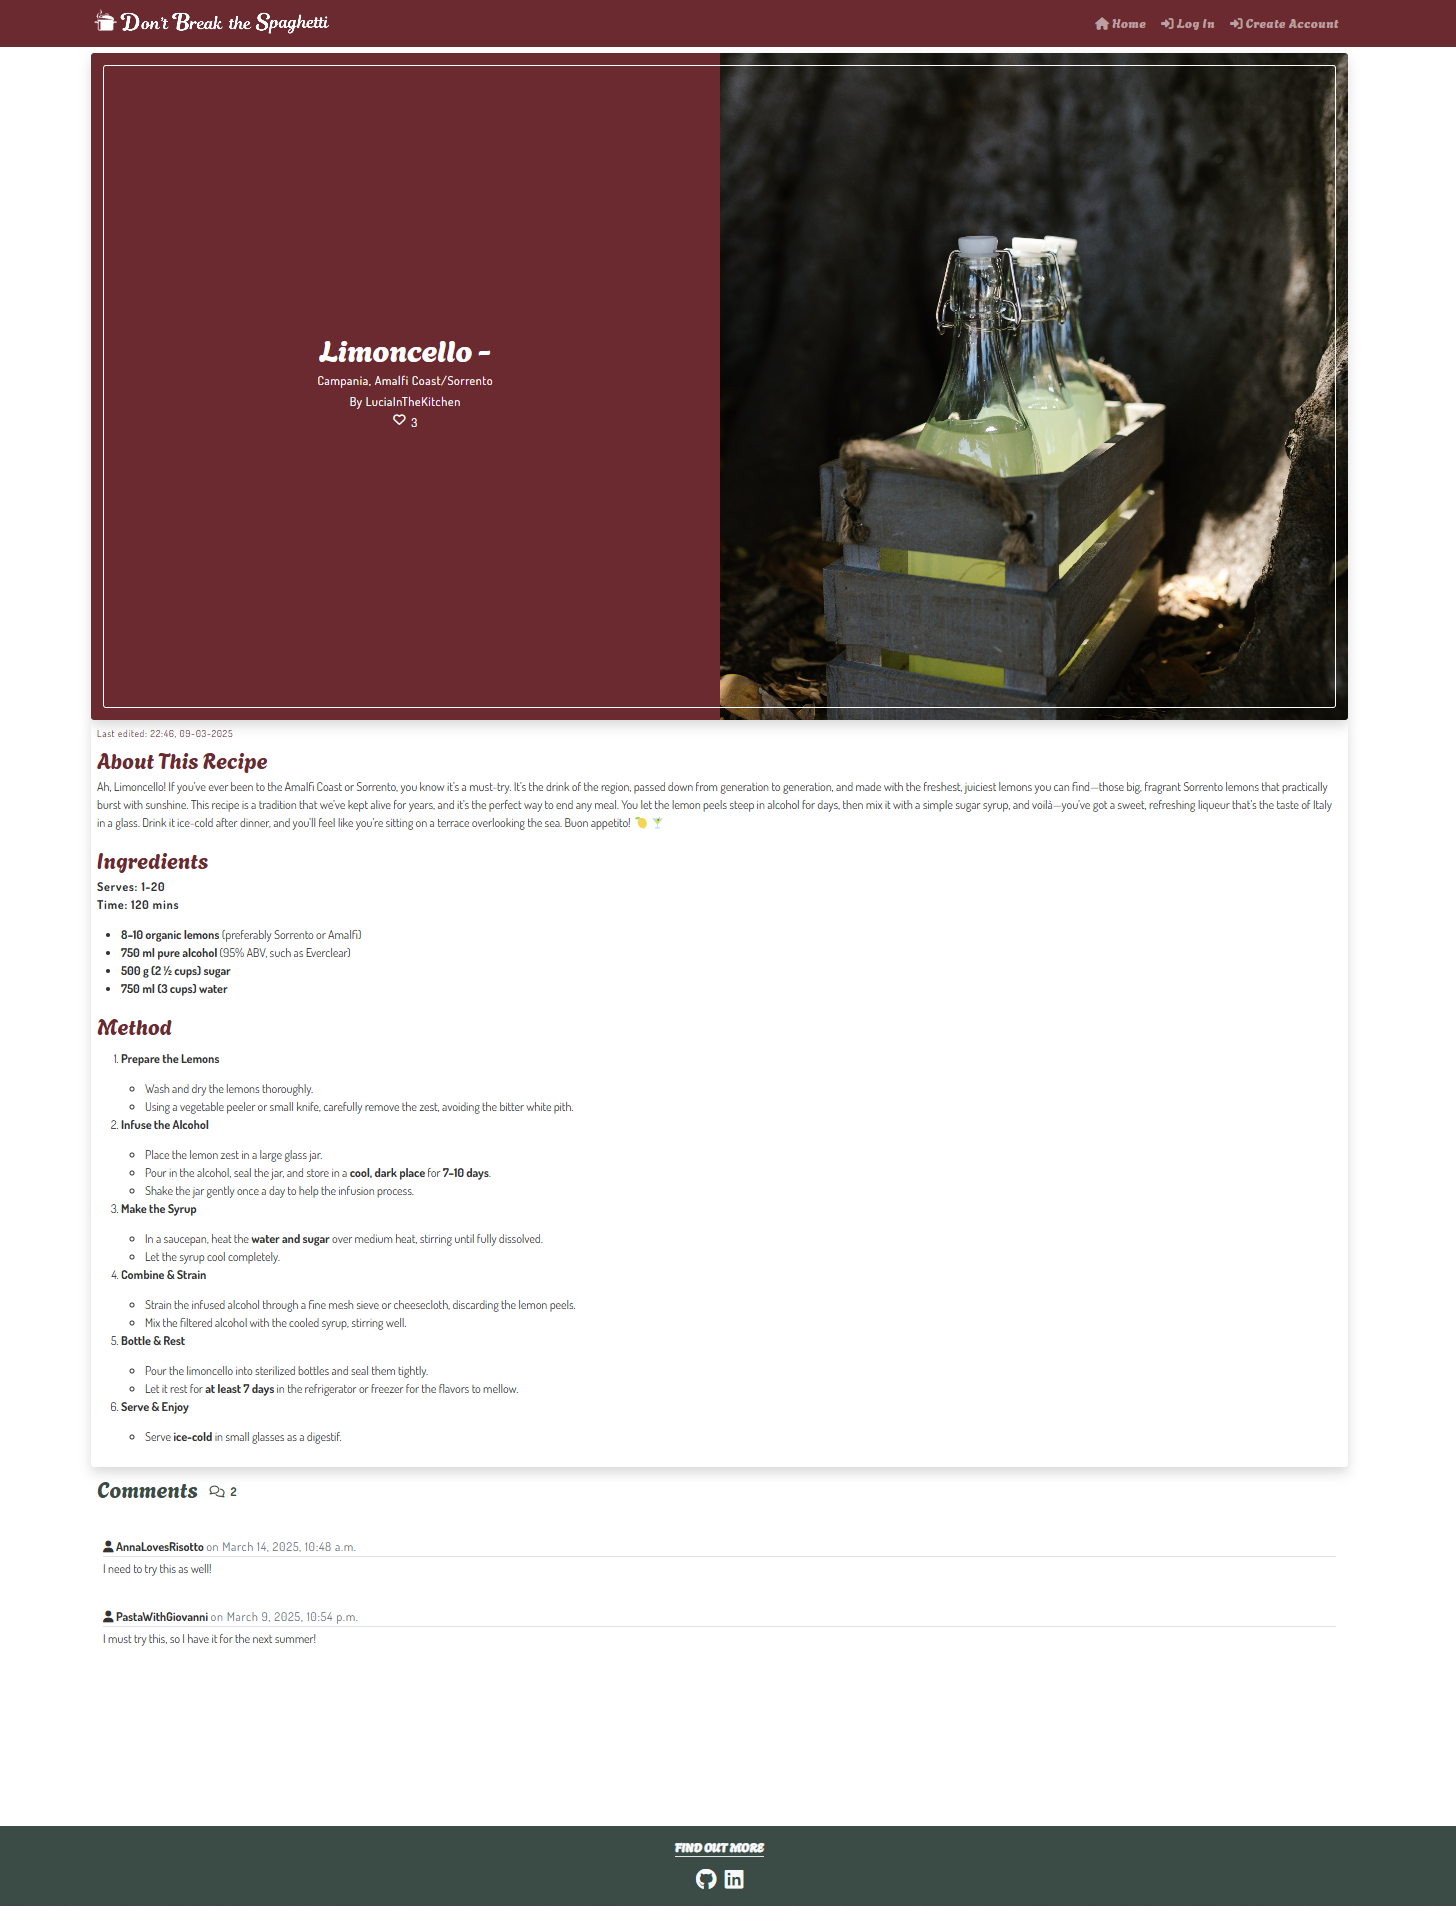 Don't Break the Spaghetti
Home Log In Create Account
Limoncello -
Campania, Amalfi Coast/Sorrento
By LuciaInTheKitchen
3
Last edited: 22:46, 09-03-2025
About This Recipe
Ah, Limoncello! If you've ever been to the Amalfi Coast or Sorrento, you know it's a must-try. It's the drink of the region, passed down from generation to generation, and made with the freshest, juiciest lemons you can find—those big, fragrant Sorrento lemons that practically
burst with sunshine. This recipe is a tradition that we've kept alive for years, and it's the perfect way to end any meal. You let the lemon peels steep in alcohol for days, then mix it with a simple sugar syrup, and voilà—you've got a sweet, refreshing liqueur that's the taste of Italy
in a glass. Drink it ice-cold after dinner, and you'll feel like you're sitting on a terrace overlooking the sea. Buon appetito! 🍋 🍸
Ingredients
Serves: 1-20
Time: 120 mins
• 8–10 organic lemons (preferably Sorrento or Amalfi)
• 750 ml pure alcohol (95% ABV, such as Everclear)
• 500 g (2 ½ cups) sugar
• 750 ml (3 cups) water
Method
1. Prepare the Lemons
◦ Wash and dry the lemons thoroughly.
◦ Using a vegetable peeler or small knife, carefully remove the zest, avoiding the bitter white pith.
2. Infuse the Alcohol
◦ Place the lemon zest in a large glass jar.
◦ Pour in the alcohol, seal the jar, and store in a cool, dark place for 7–10 days.
◦ Shake the jar gently once a day to help the infusion process.
3. Make the Syrup
◦ In a saucepan, heat the water and sugar over medium heat, stirring until fully dissolved.
◦ Let the syrup cool completely.
4. Combine & Strain
◦ Strain the infused alcohol through a fine mesh sieve or cheesecloth, discarding the lemon peels.
◦ Mix the filtered alcohol with the cooled syrup, stirring well.
5. Bottle & Rest
◦ Pour the limoncello into sterilized bottles and seal them tightly.
◦ Let it rest for at least 7 days in the refrigerator or freezer for the flavors to mellow.
6. Serve & Enjoy
◦ Serve ice-cold in small glasses as a digestif.
Comments 2
AnnaLovesRisotto on March 14, 2025, 10:48 a.m.
I need to try this as well!
PastaWithGiovanni on March 9, 2025, 10:54 p.m.
I must try this, so I have it for the next summer!
FIND OUT MORE
in